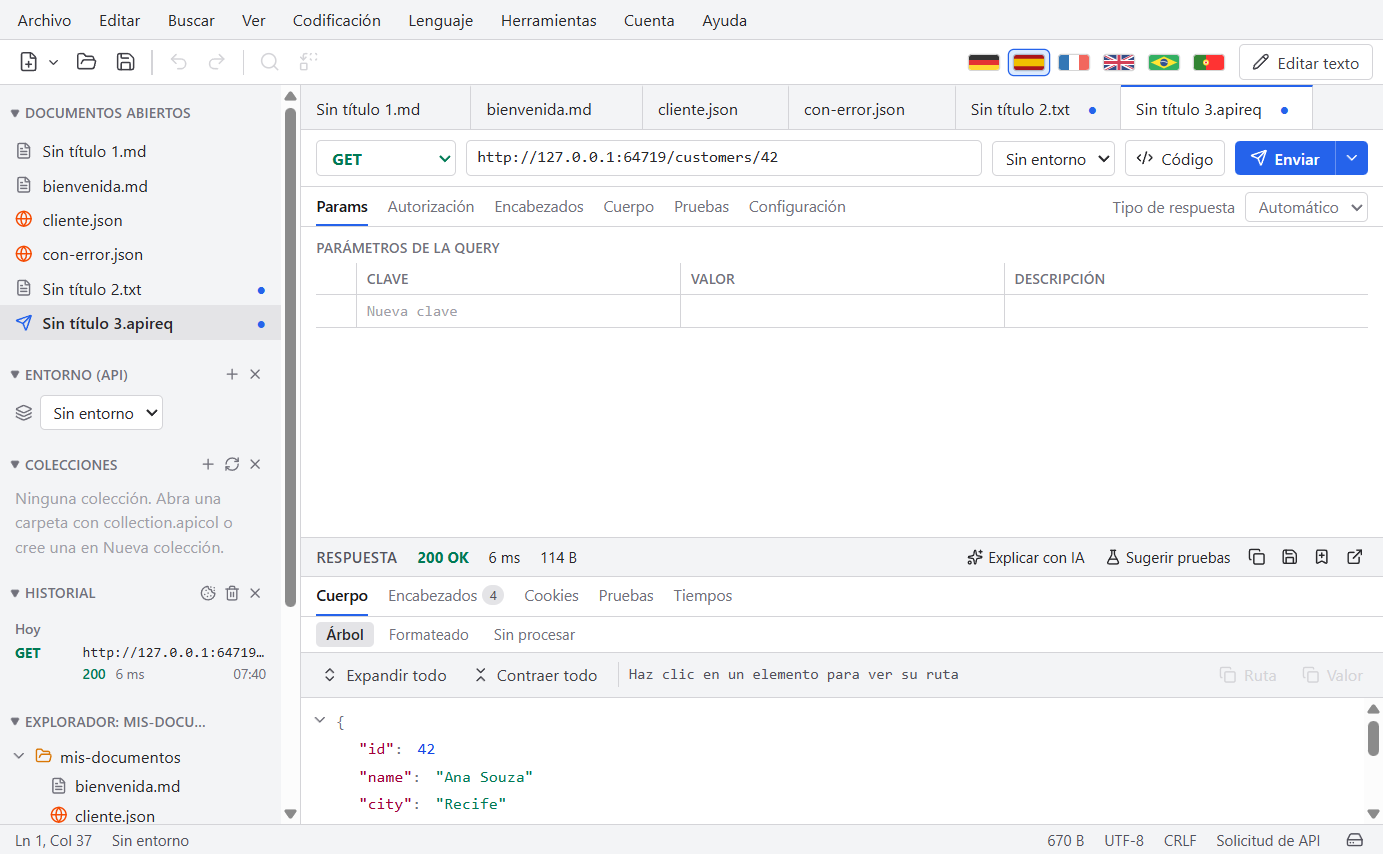 Archivo Editar Buscar Ver Codificación Lenguaje Herramientas Cuenta Ayuda
Editar texto
DOCUMENTOS ABIERTOS
Sin título 1.md
bienvenida.md
cliente.json
con-error.json
Sin título 2.txt
Sin título 3.apireq
ENTORNO (API)
Sin entorno
COLECCIONES
Ninguna colección. Abra una
carpeta con collection.apicol o
cree una en Nueva colección.
HISTORIAL
Hoy
GET http://127.0.0.1:64719…
200 6 ms 07:40
EXPLORADOR: MIS-DOCU...
mis-documentos
bienvenida.md
cliente.json
Sin título 1.md bienvenida.md cliente.json con-error.json Sin título 2.txt Sin título 3.apireq
GET http://127.0.0.1:64719/customers/42 Sin entorno </> Código Enviar
Params Autorización Encabezados Cuerpo Pruebas Configuración Tipo de respuesta Automático
PARÁMETROS DE LA QUERY
CLAVE VALOR DESCRIPCIÓN
Nueva clave
RESPUESTA 200 OK 6 ms 114 B Explicar con IA Sugerir pruebas
Cuerpo Encabezados 4 Cookies Pruebas Tiempos
Árbol Formateado Sin procesar
Expandir todo Contraer todo Haz clic en un elemento para ver su ruta Ruta Valor
{
"id": 42
"name": "Ana Souza"
"city": "Recife"
Ln 1, Col 37 Sin entorno 670 B UTF-8 CRLF Solicitud de API